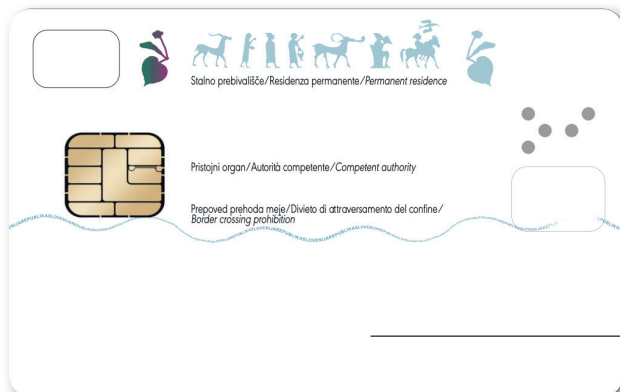 Stalno prebivališče/Residenza permanente/Permanent residence
Pristojni organ/Autorità competente/Competent authority
Prepoved prehoda meje/Divieto di attraversamento del confine/
Border crossing prohibition
REPUBLIKASLOVENIJAREPUBLIKASLOVENIJA